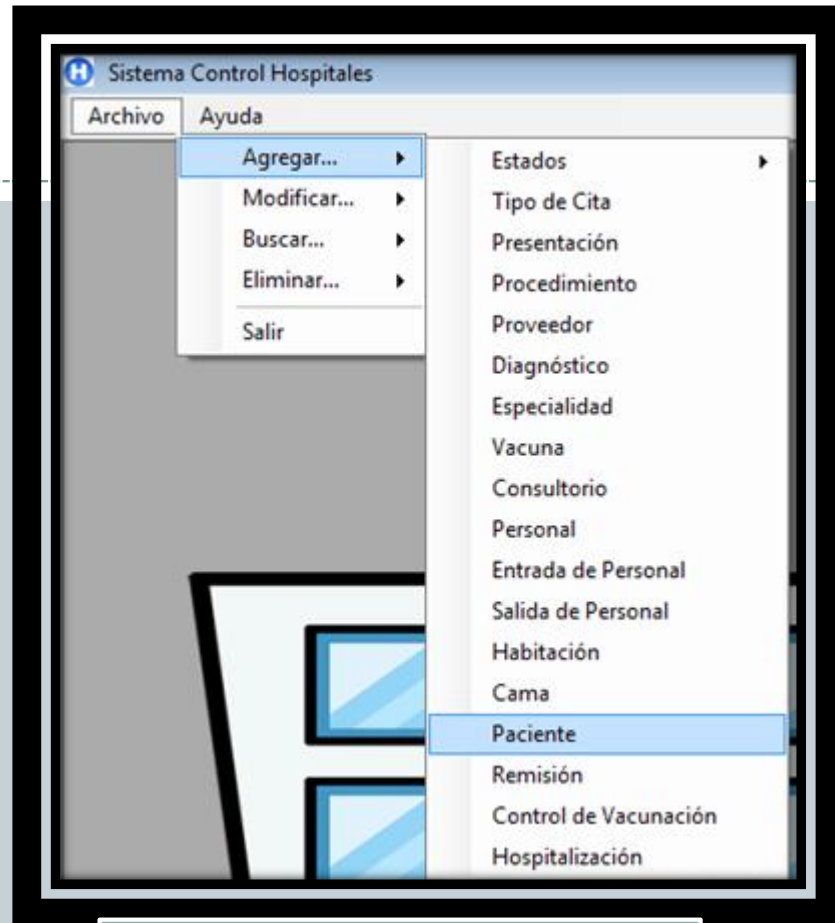 H Sistema Control Hospitales
Archivo Ayuda
Agregar...
Modificar...
Buscar...
Eliminar...
Salir
Estados
Tipo de Cita
Presentación
Procedimiento
Proveedor
Diagnóstico
Especialidad
Vacuna
Consultorio
Personal
Entrada de Personal
Salida de Personal
Habitación
Cama
Paciente
Remisión
Control de Vacunación
Hospitalización